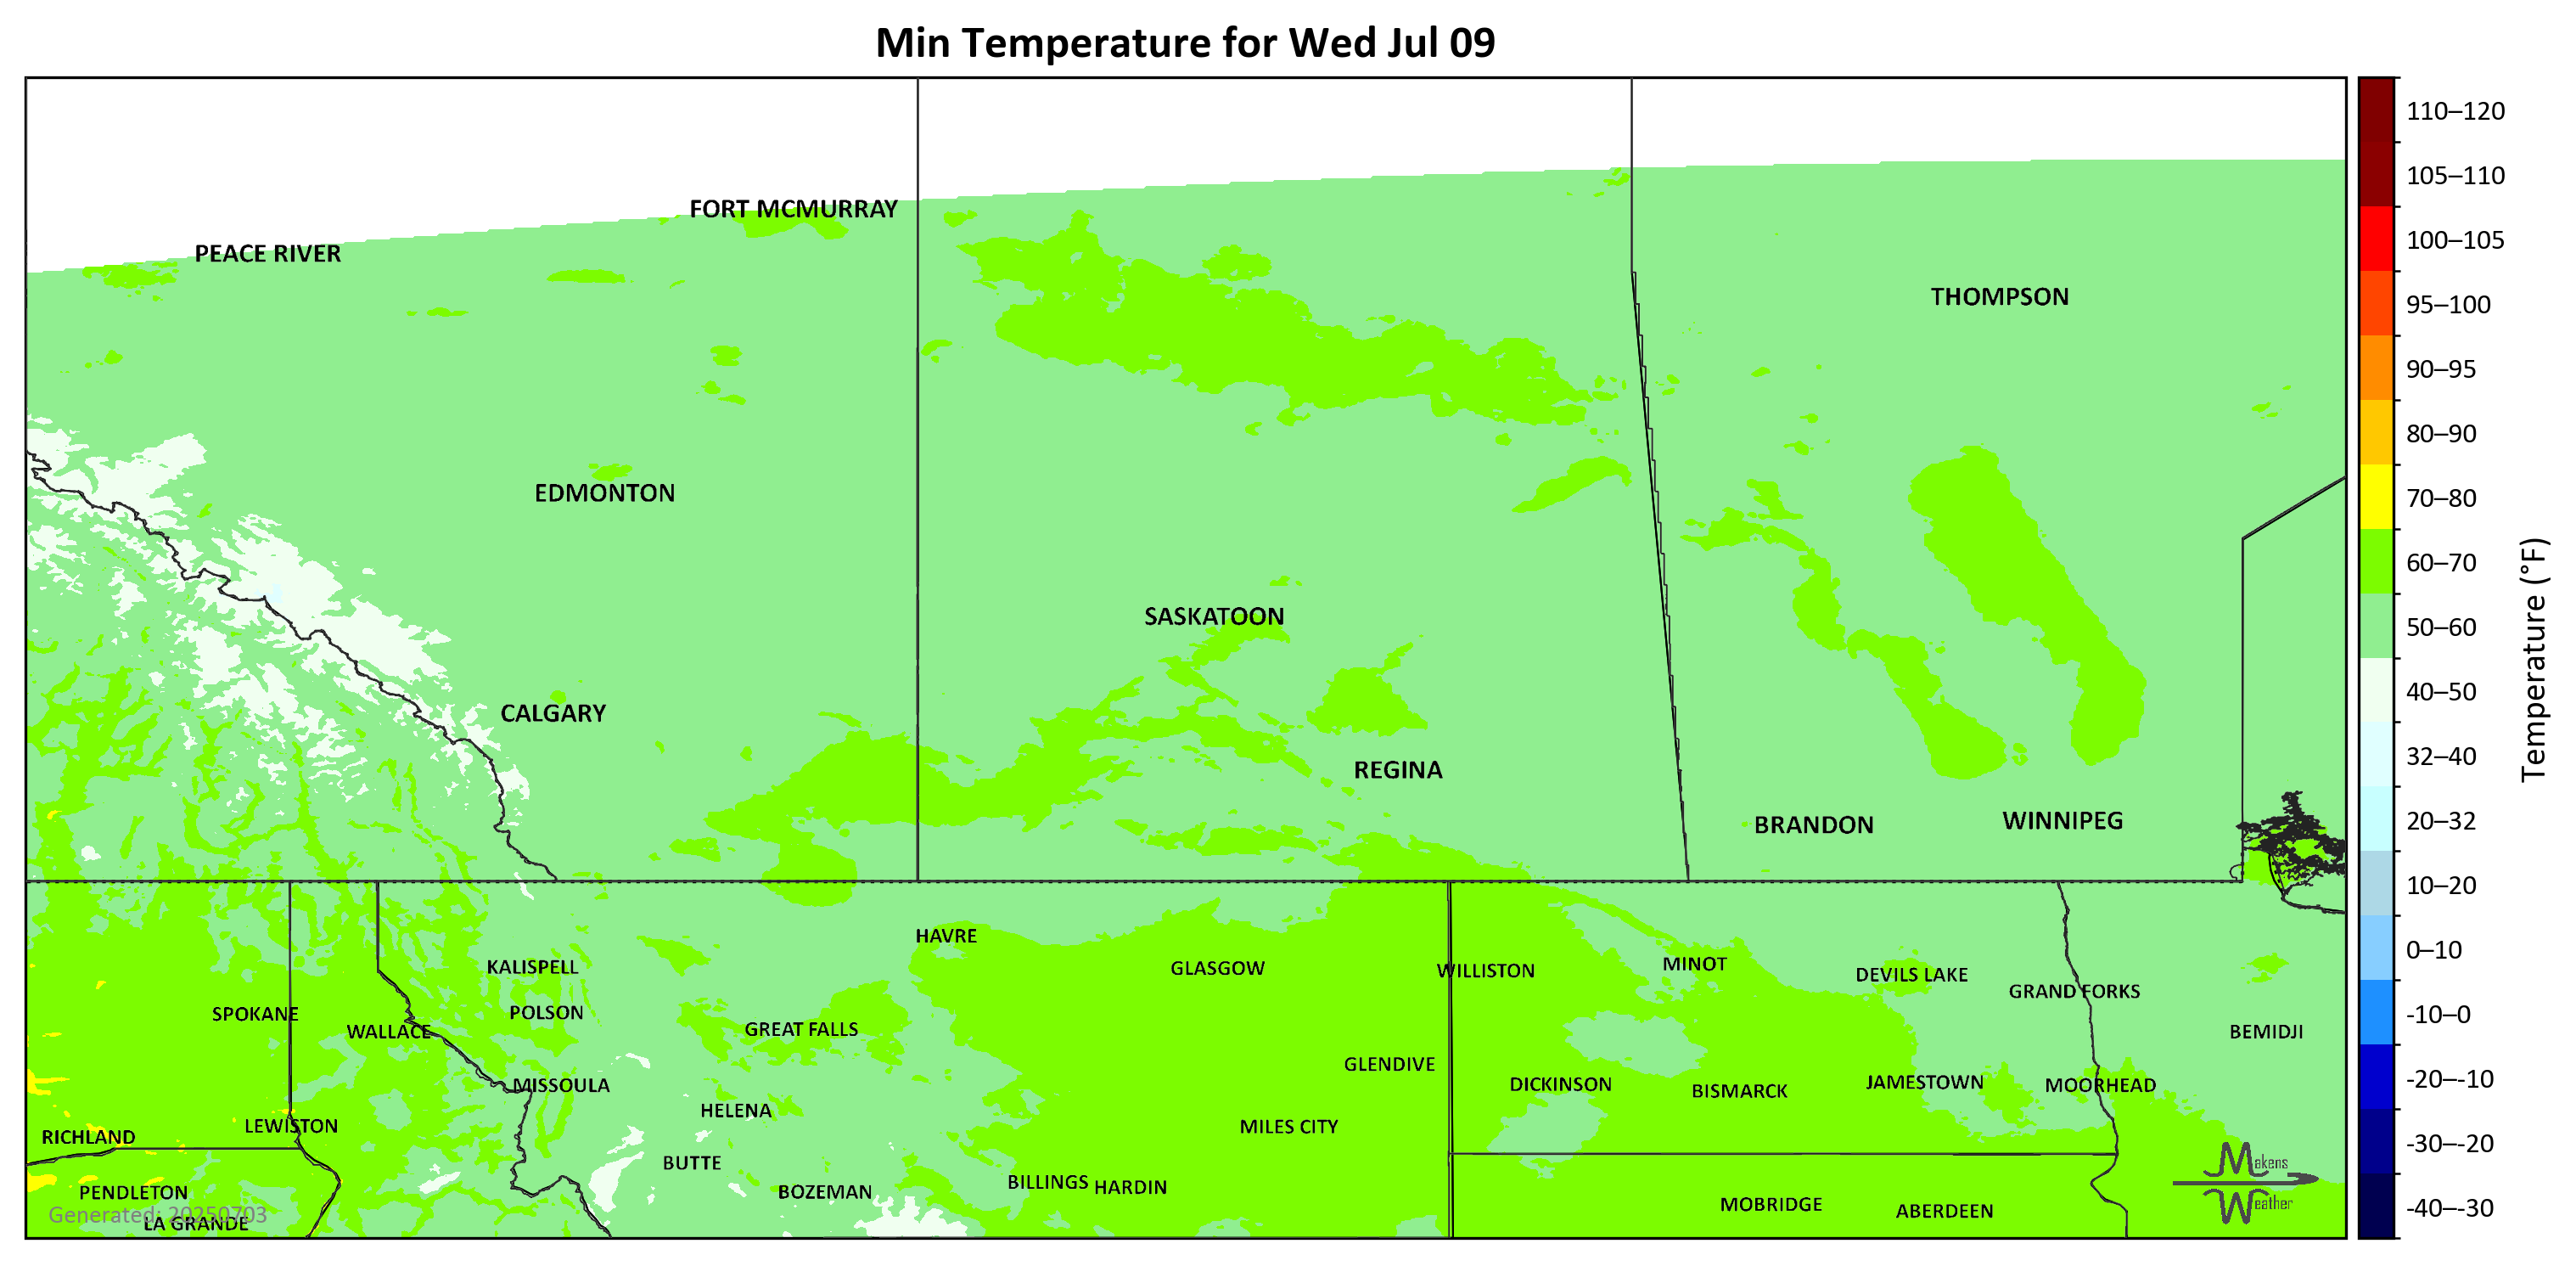 Min Temperature for Wed Jul 09
110–120
105–110
100–105
95–100
90–95
80–90
70–80
60–70
50–60
40–50
32–40
20–32
10–20
0–10
-10–0
-20–-10
-30–-20
-40–-30
Temperature (°F)
FORT MCMURRAY
PEACE RIVER
THOMPSON
EDMONTON
SASKATOON
CALGARY
REGINA
BRANDON
WINNIPEG
HAVRE
KALISPELL
GLASGOW
WILLISTON
MINOT
DEVILS LAKE
GRAND FORKS
SPOKANE
POLSON
WALLACE
GREAT FALLS
BEMIDJI
GLENDIVE
MISSOULA
DICKINSON
BISMARCK
JAMESTOWN
MOORHEAD
HELENA
LEWISTON
MILES CITY
RICHLAND
BUTTE
BOZEMAN
BILLINGS
HARDIN
PENDLETON
MOBRIDGE
ABERDEEN
Generated: 20250703
LA GRANDE
Makens
Weather